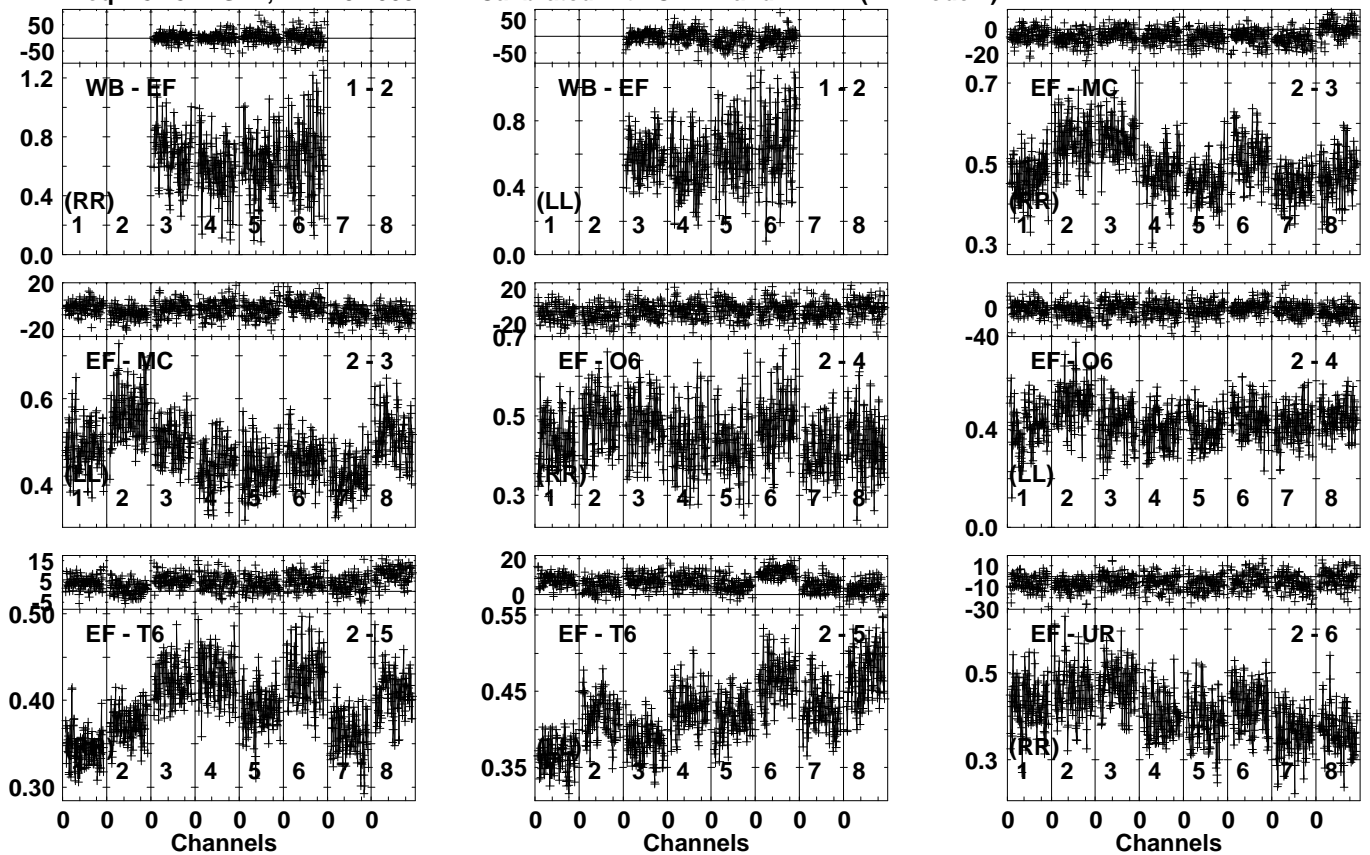 50
-50
WB - EF 1 - 2
1.2
0.8
0.4
0.0
(RR)
1 2 3 4 5 6 7 8
50
-50
WB - EF 1 - 2
0.8
0.4
0.0
(LL)
1 2 3 4 5 6 7 8
0
-20
EF - MC 2 - 3
0.7
0.5
0.3
(RR)
1 2 3 4 5 6 7 8
20
-20
EF - MC 2 - 3
0.6
0.4
(LL)
1 2 3 4 5 6 7 8
20
-20
0.7
EF - O6 2 - 4
0.5
0.3
(RR)
1 2 3 4 5 6 7 8
0
-40
EF - O6 2 - 4
0.4
0.0
(LL)
1 2 3 4 5 6 7 8
15
5
-5
0.50
EF - T6 2 - 5
0.40
0.30
2 3 4 5 6 7 8
0 0 0 0 0 0 0 0
Channels
20
0
0.55
EF - T6 2 - 5
0.45
0.35
(LL)
1 2 3 4 5 6 7 8
0 0 0 0 0 0 0 0
Channels
10
-10
-30
EF - UR 2 - 6
0.5
0.3
(RR)
1 2 3 4 5 6 7 8
0 0 0 0 0 0 0 0
Channels